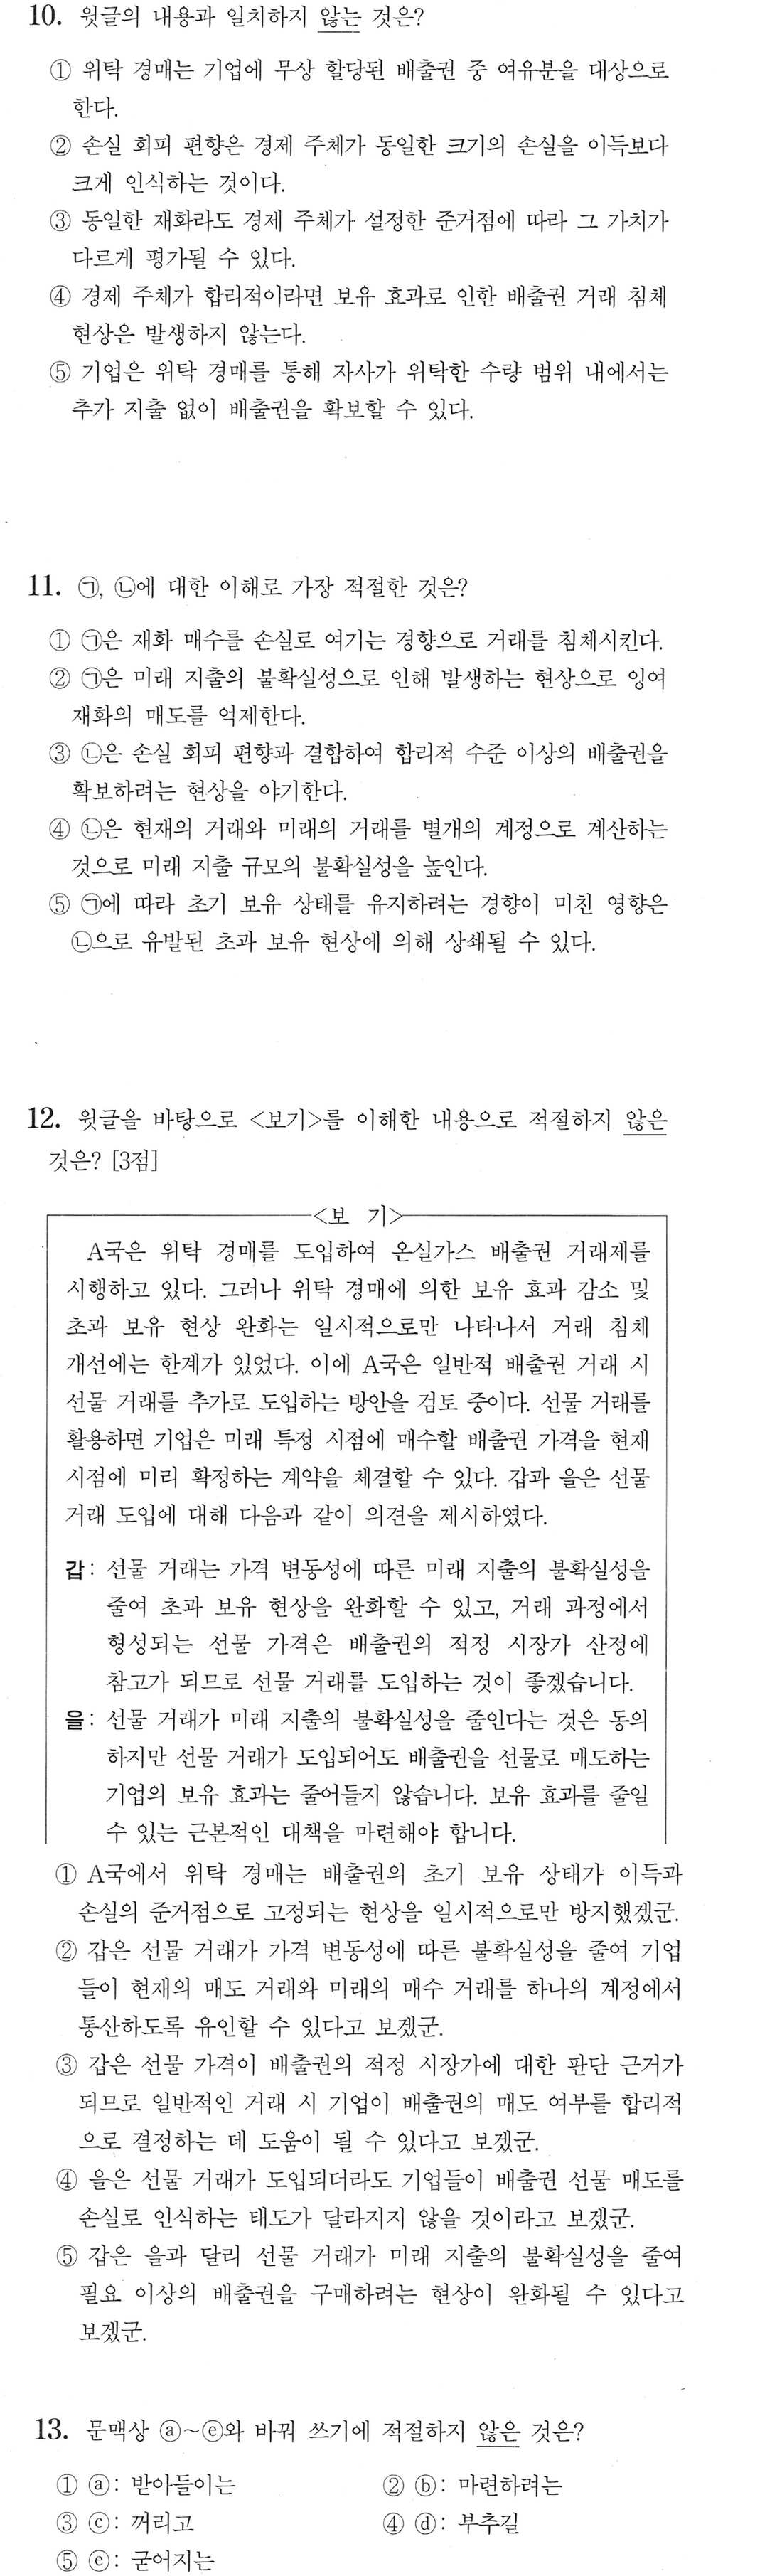 10. 윗글의 내용과 일치하지 않는 것은?
① 위탁 경매는 기업에 무상 할당된 배출권 중 여유분을 대상으로
한다.
② 손실 회피 편향은 경제 주체가 동일한 크기의 손실을 이득보다
크게 인식하는 것이다.
③ 동일한 재화라도 경제 주체가 설정한 준거점에 따라 그 가치가
다르게 평가될 수 있다.
④ 경제 주체가 합리적이라면 보유 효과로 인한 배출권 거래 침체
현상은 발생하지 않는다.
⑤ 기업은 위탁 경매를 통해 자사가 위탁한 수량 범위 내에서는
추가 지출 없이 배출권을 확보할 수 있다.
11. ㉠, ㉡에 대한 이해로 가장 적절한 것은?
① ㉠은 재화 매수를 손실로 여기는 경향으로 거래를 침체시킨다.
② ㉠은 미래 지출의 불확실성으로 인해 발생하는 현상으로 잉여
재화의 매도를 억제한다.
③ ㉡은 손실 회피 편향과 결합하여 합리적 수준 이상의 배출권을
확보하려는 현상을 야기한다.
④ ㉡은 현재의 거래와 미래의 거래를 별개의 계정으로 계산하는
것으로 미래 지출 규모의 불확실성을 높인다.
⑤ ㉠에 따라 초기 보유 상태를 유지하려는 경향이 미친 영향은
㉡으로 유발된 초과 보유 현상에 의해 상쇄될 수 있다.
12. 윗글을 바탕으로 <보기>를 이해한 내용으로 적절하지 않은
것은? [3점]
<보 기>
A국은 위탁 경매를 도입하여 온실가스 배출권 거래제를
시행하고 있다. 그러나 위탁 경매에 의한 보유 효과 감소 및
초과 보유 현상 완화는 일시적으로만 나타나서 거래 침체
개선에는 한계가 있었다. 이에 A국은 일반적 배출권 거래 시
선물 거래를 추가로 도입하는 방안을 검토 중이다. 선물 거래를
활용하면 기업은 미래 특정 시점에 매수할 배출권 가격을 현재
시점에 미리 확정하는 계약을 체결할 수 있다. 갑과 을은 선물
거래 도입에 대해 다음과 같이 의견을 제시하였다.
갑: 선물 거래는 가격 변동성에 따른 미래 지출의 불확실성을
줄여 초과 보유 현상을 완화할 수 있고, 거래 과정에서
형성되는 선물 가격은 배출권의 적정 시장가 산정에
참고가 되므로 선물 거래를 도입하는 것이 좋겠습니다.
을: 선물 거래가 미래 지출의 불확실성을 줄인다는 것은 동의
하지만 선물 거래가 도입되어도 배출권을 선물로 매도하는
기업의 보유 효과는 줄어들지 않습니다. 보유 효과를 줄일
수 있는 근본적인 대책을 마련해야 합니다.
① A국에서 위탁 경매는 배출권의 초기 보유 상태가 이득과
손실의 준거점으로 고정되는 현상을 일시적으로만 방지했겠군.
② 갑은 선물 거래가 가격 변동성에 따른 불확실성을 줄여 기업
들이 현재의 매도 거래와 미래의 매수 거래를 하나의 계정에서
통산하도록 유인할 수 있다고 보겠군.
③ 갑은 선물 가격이 배출권의 적정 시장가에 대한 판단 근거가
되므로 일반적인 거래 시 기업이 배출권의 매도 여부를 합리적
으로 결정하는 데 도움이 될 수 있다고 보겠군.
④ 을은 선물 거래가 도입되더라도 기업들이 배출권 선물 매도를
손실로 인식하는 태도가 달라지지 않을 것이라고 보겠군.
⑤ 갑은 을과 달리 선물 거래가 미래 지출의 불확실성을 줄여
필요 이상의 배출권을 구매하려는 현상이 완화될 수 있다고
보겠군.
13. 문맥상 ⓐ~ⓔ와 바꿔 쓰기에 적절하지 않은 것은?
① ⓐ: 받아들이는 ② ⓑ: 마련하려는
③ ⓒ: 꺼리고 ④ ⓓ: 부추길
⑤ ⓔ: 굳어지는